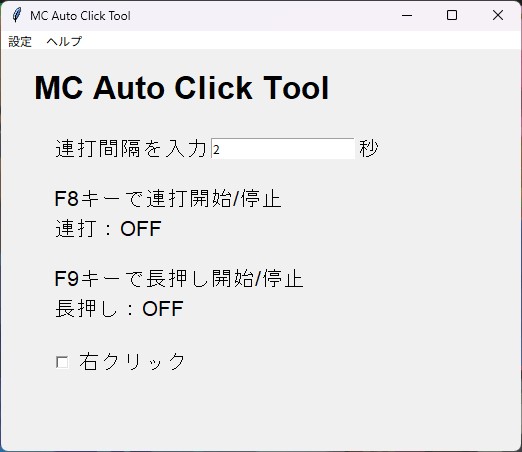 MC Auto Click Tool
設定 ヘルプ
MC Auto Click Tool
連打間隔を入力 2 秒
F8キーで連打開始/停止
連打：OFF
F9キーで長押し開始/停止
長押し：OFF
右クリック